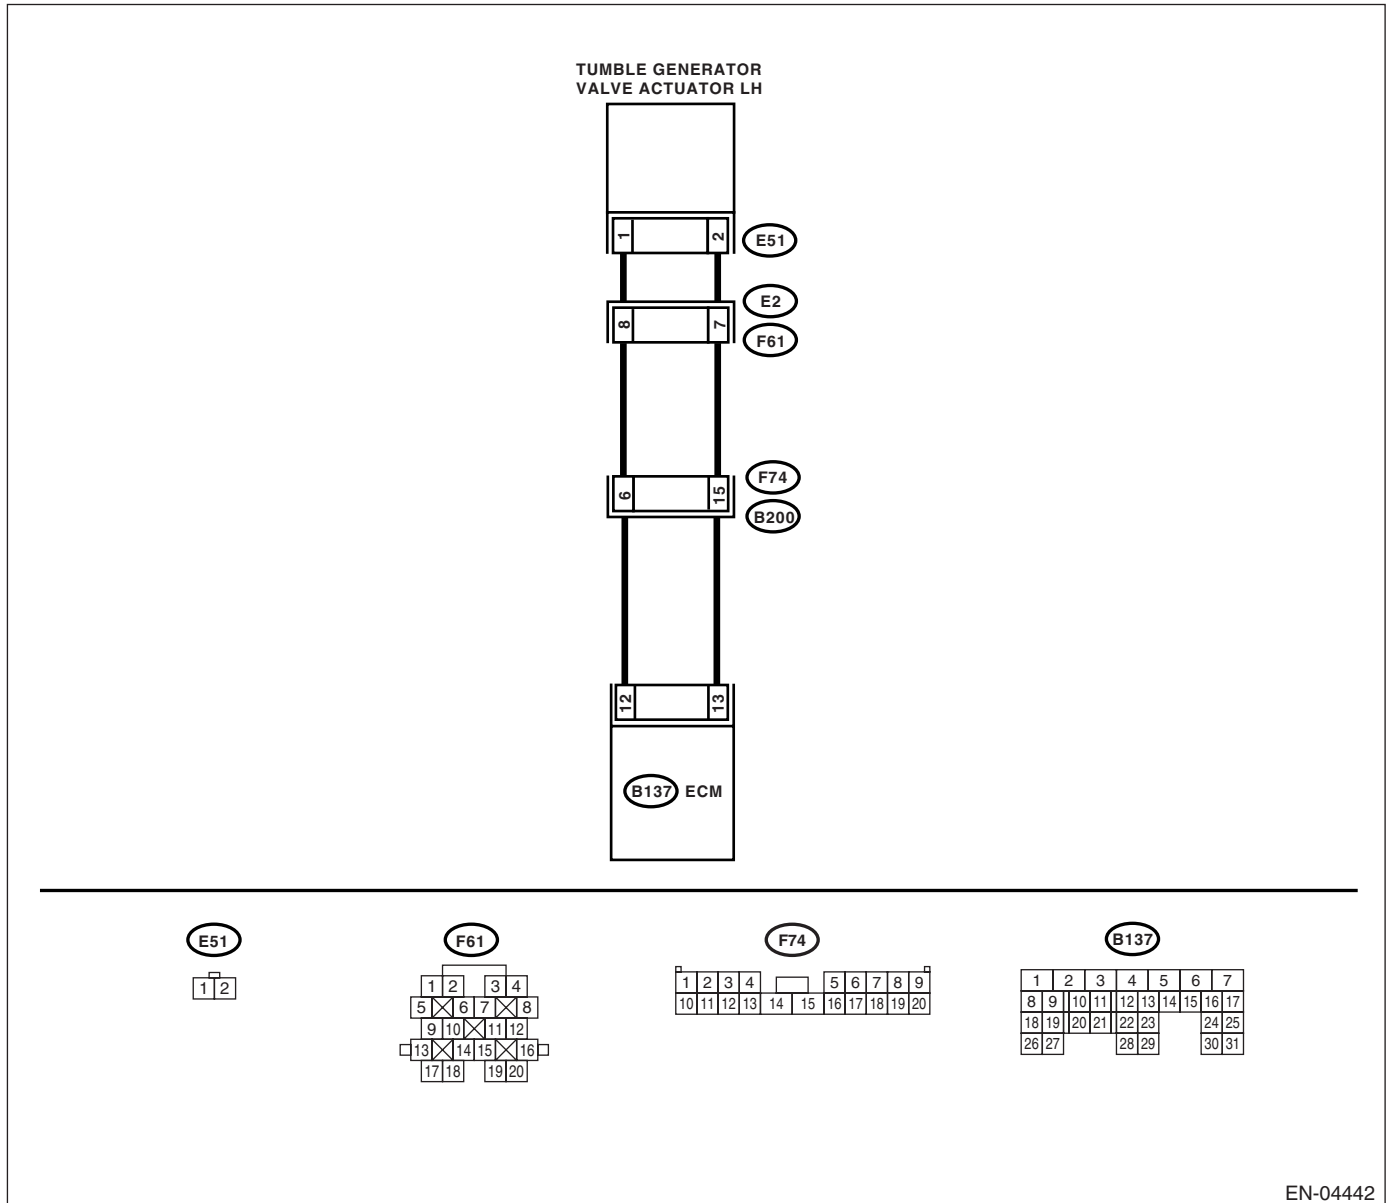 TUMBLE GENERATOR
VALVE ACTUATOR LH
1 2 E51
E2
8 7
F61
F74
6 15
B200
12 13
B137 ECM
E51 F61 F74 B137
1 2
1 2 3 4
5 6 7 8
9 10 11 12
13 14 15 16
17 18 19 20
1 2 3 4 5 6 7 8 9
10 11 12 13 14 15 16 17 18 19 20
1 2 3 4 5 6 7
8 9 10 11 12 13 14 15 16 17
18 19 20 21 22 23 24 25
26 27 28 29 30 31
EN-04442